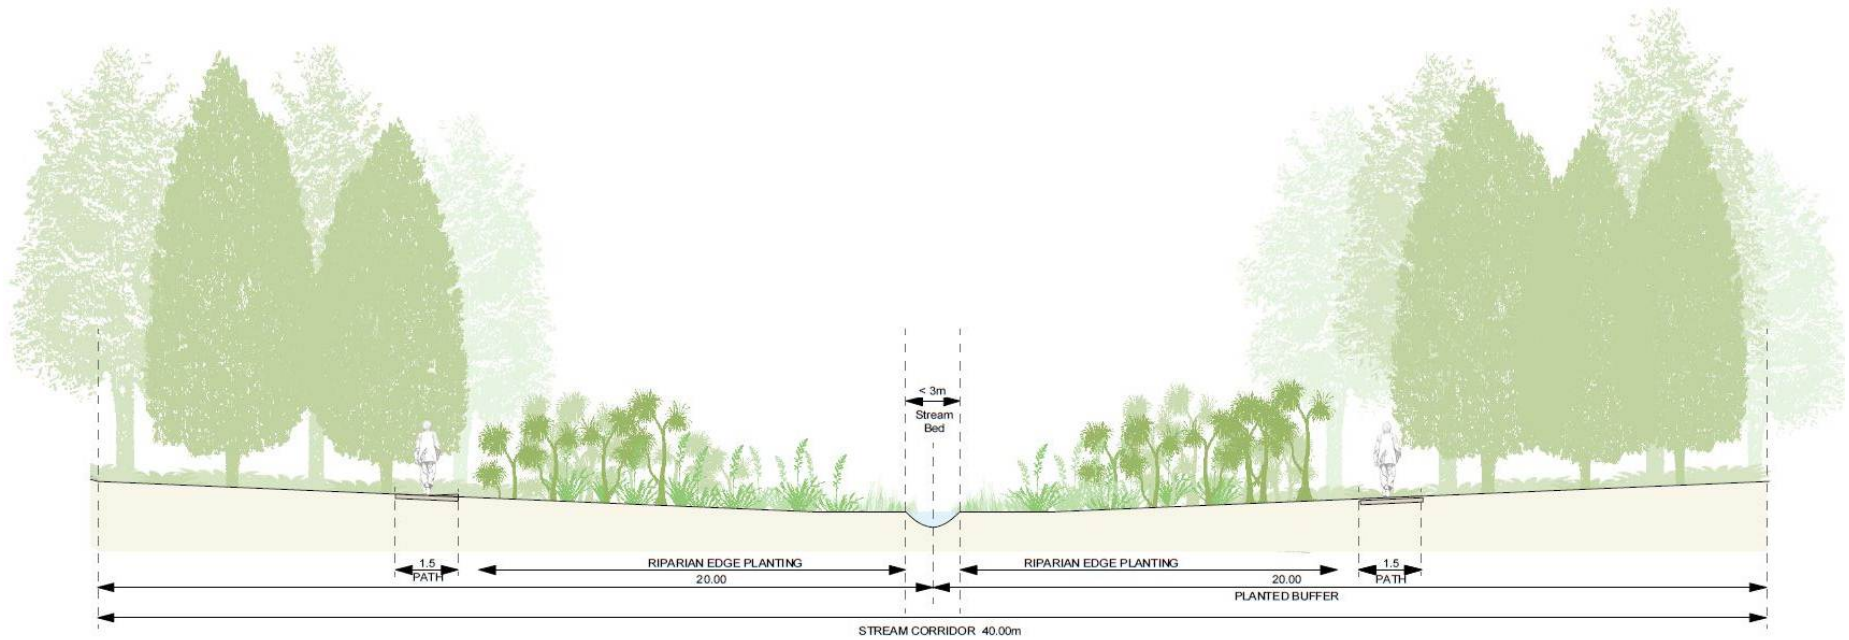 < 3m
Stream
Bed
1.5
PATH
RIPARIAN EDGE PLANTING
20.00
RIPARIAN EDGE PLANTING
20.00
1.5
PATH
PLANTED BUFFER
STREAM CORRIDOR 40.00m